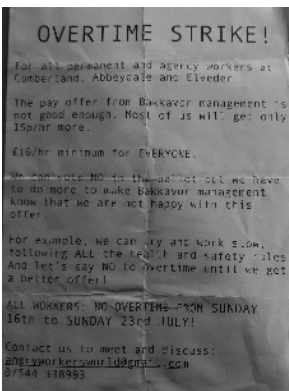 OVERTIME STRIKE!
For all permanent and agency workers at
Cumberland, Abbeydale and Elveden.
The pay offer from Bakkavor management is
not good enough. Most of us will get only
15p/hr more.
£10/hr minimum for EVERYONE.
We can vote NO in the ballot but we have
to do more to make Bakkavor management
know that we are not happy with this
offer.
For example, we can try and work slow,
following ALL the health and safety rules
And let's say NO to overtime until we get
a better offer!
ALL WORKERS: NO OVERTIME FROM SUNDAY
16th to SUNDAY 23rd JULY!
Contact us to meet and discuss:
angryworkersworld@gmail.com
07544 338993